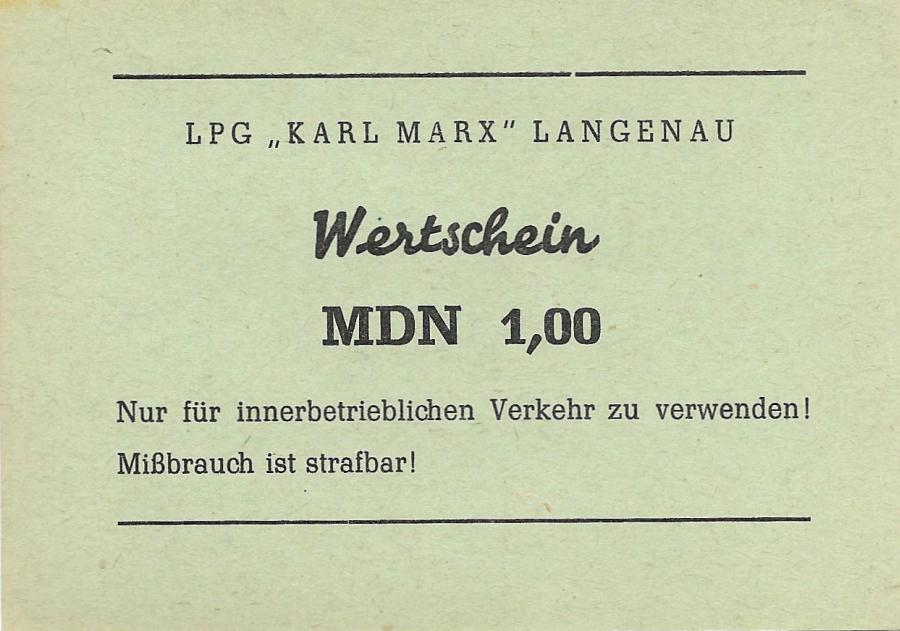 LPG „KARL MARX" LANGENAU
Wertschein
MDN 1,00
Nur für innerbetrieblichen Verkehr zu verwenden!
Mißbrauch ist strafbar!